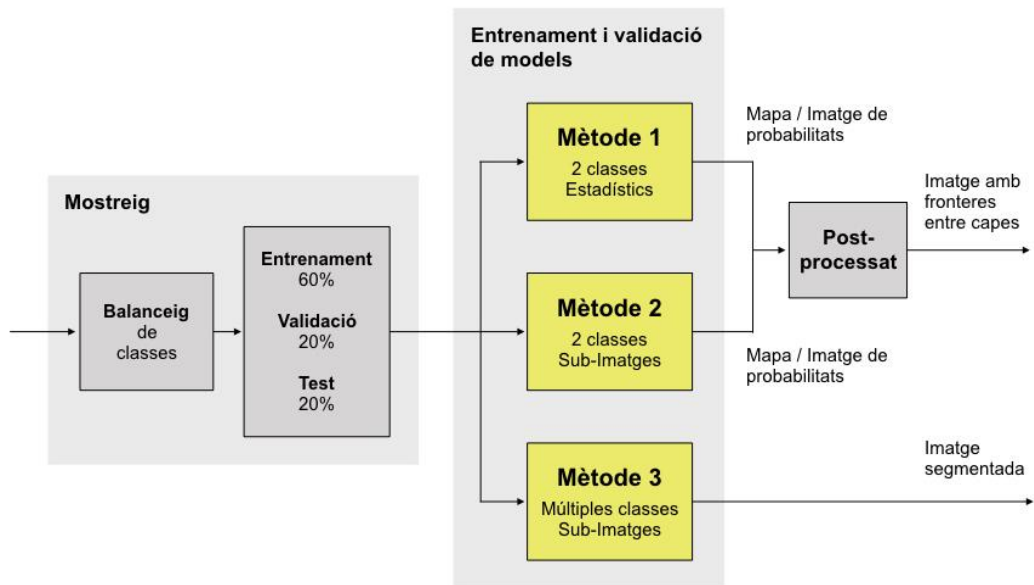 Mostreig
Balanceig
de
classes
Entrenament
60%
Validació
20%
Test
20%
Entrenament i validació
de models
Mètode 1
2 classes
Estadístics
Mètode 2
2 classes
Sub-Imatges
Mètode 3
Múltiples classes
Sub-Imatges
Mapa / Imatge de
probabilitats
Mapa / Imatge de
probabilitats
Post-
processat
Imatge amb
fronteres
entre capes
Imatge
segmentada